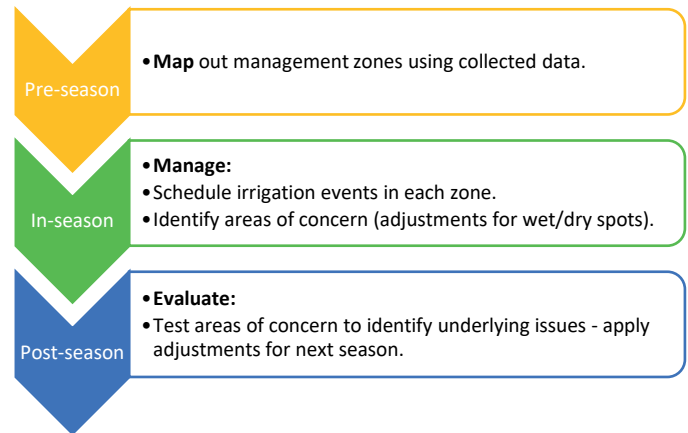 Pre-season
•Map out management zones using collected data.
In-season
•Manage:
•Schedule irrigation events in each zone.
•Identify areas of concern (adjustments for wet/dry spots).
Post-season
•Evaluate:
•Test areas of concern to identify underlying issues - apply
adjustments for next season.